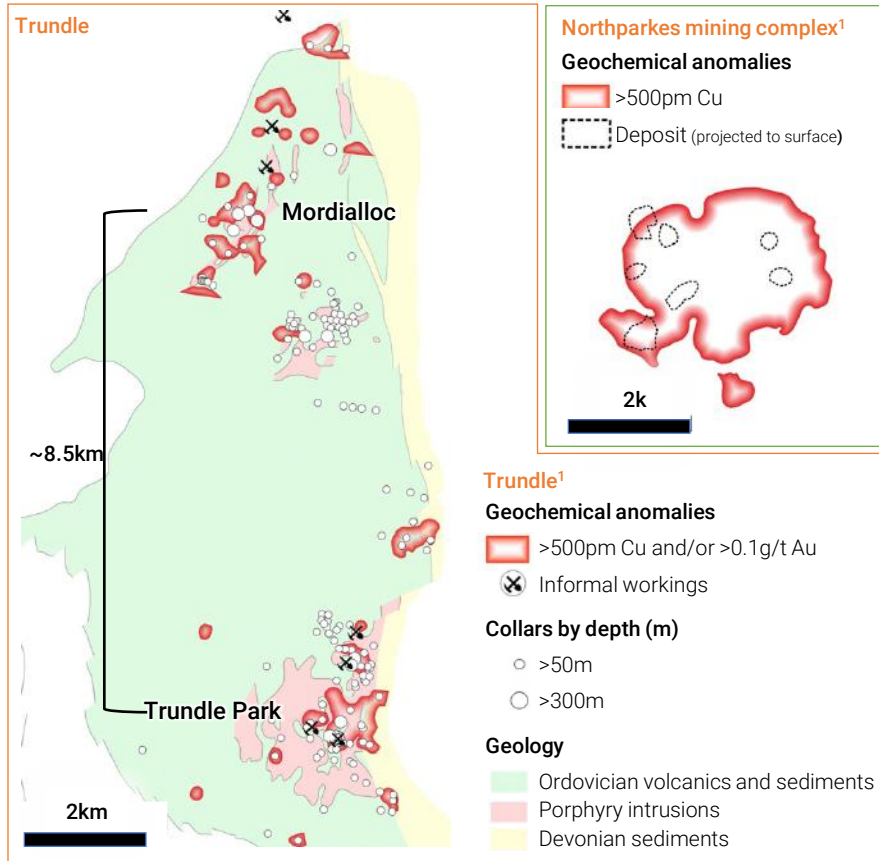 Trundle
Mordialloc
~8.5km
Trundle Park
2km
Northparkes mining complex¹
Geochemical anomalies
>500pm Cu
Deposit (projected to surface)
2k
Trundle¹
Geochemical anomalies
>500pm Cu and/or >0.1g/t Au
Informal workings
Collars by depth (m)
>50m
>300m
Geology
Ordovician volcanics and sediments
Porphyry intrusions
Devonian sediments